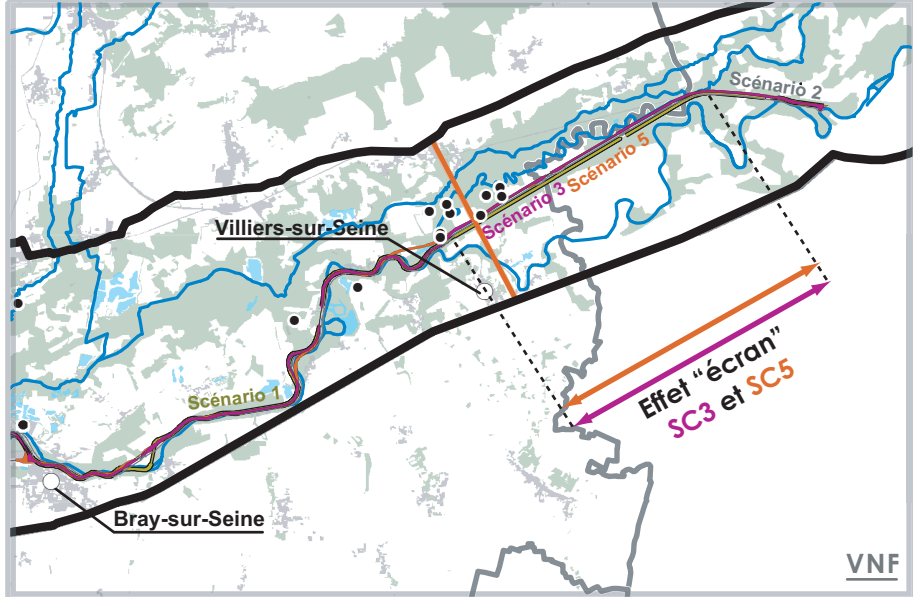 Scénario 2
Scénario 5
Scénario 3
Villiers-sur-Seine
Effet “écran”
SC3 et SC5
Scénario 1
Bray-sur-Seine
VNF